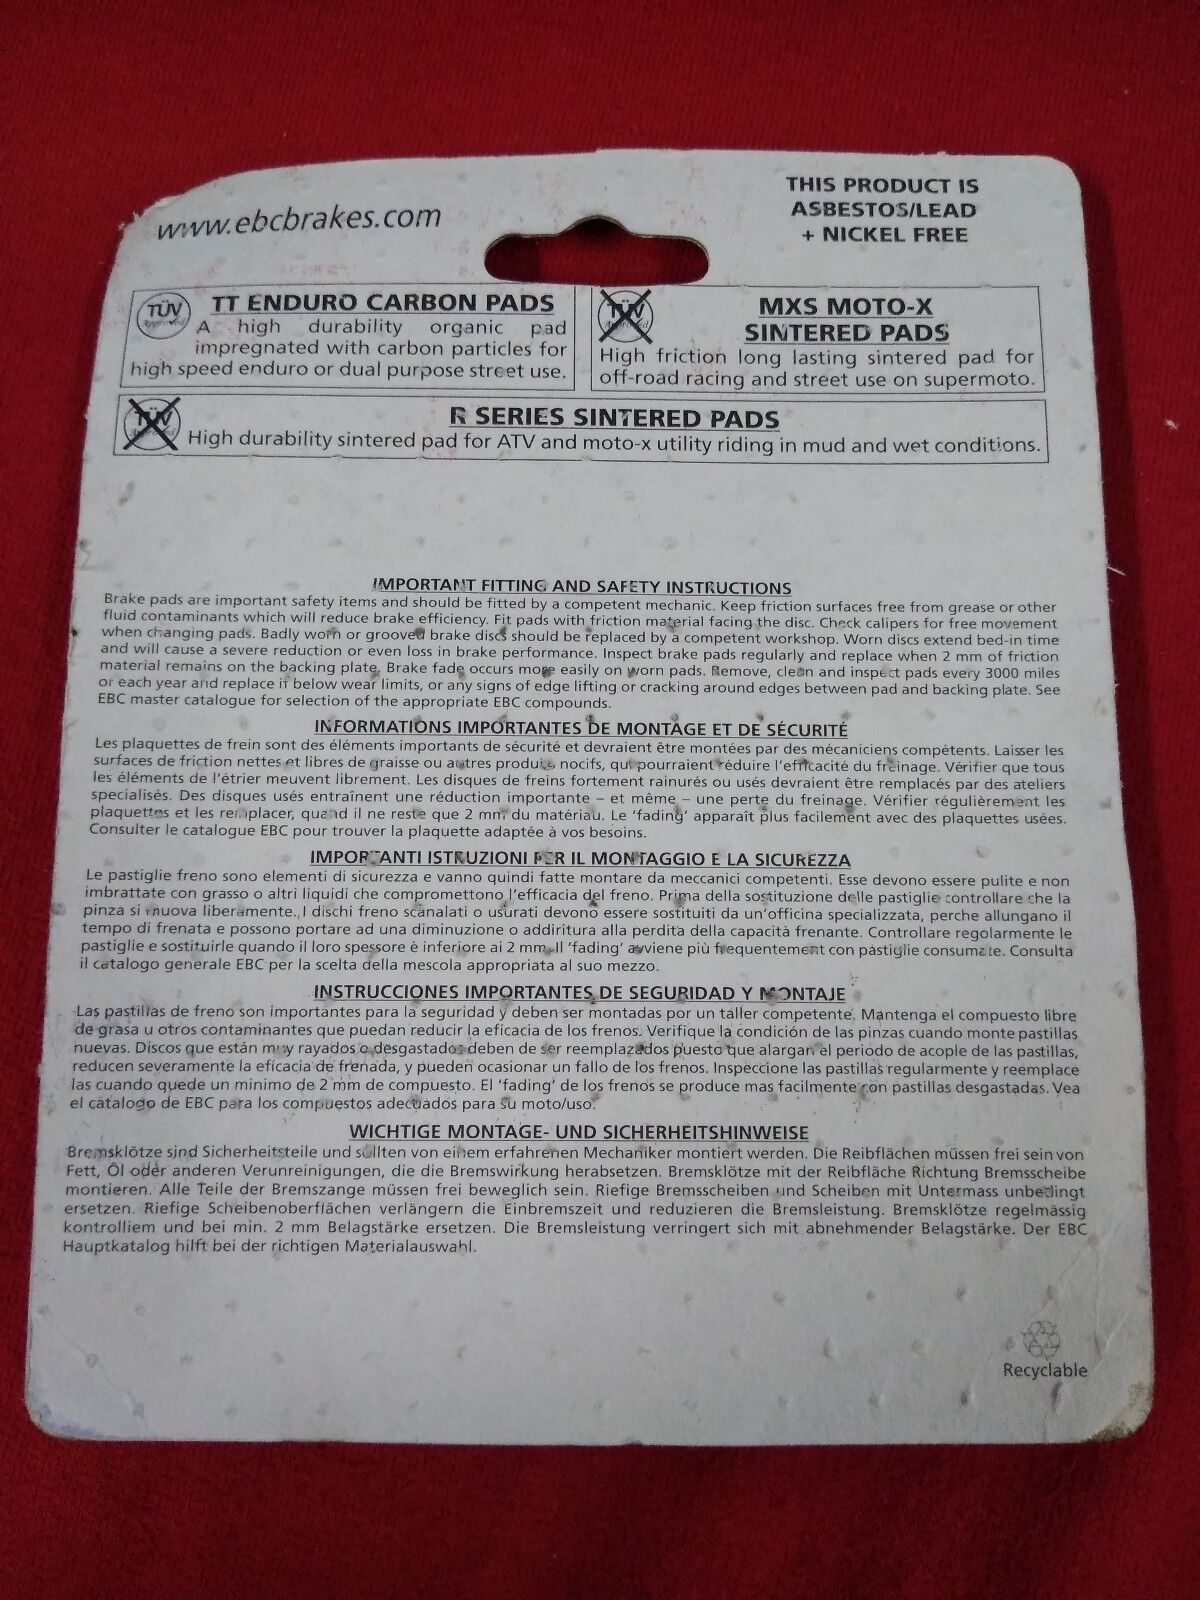 www.ebcbrakes.com
THIS PRODUCT IS
ASBESTOS/LEAD
+ NICKEL FREE
TÜV
Approved
TT ENDURO CARBON PADS
A high durability organic pad
impregnated with carbon particles for
high speed enduro or dual purpose street use.
TÜV
Approved
MXS MOTO-X
SINTERED PADS
High friction long lasting sintered pad for
off-road racing and street use on supermoto.
TÜV
R SERIES SINTERED PADS
High durability sintered pad for ATV and moto-x utility riding in mud and wet conditions.
IMPORTANT FITTING AND SAFETY INSTRUCTIONS
Brake pads are important safety items and should be fitted by a competent mechanic. Keep friction surfaces free from grease or other
fluid contaminants which will reduce brake efficiency. Fit pads with friction material facing the disc. Check calipers for free movement
when changing pads. Badly worn or grooved brake discs should be replaced by a competent workshop. Worn discs extend bed-in time
and will cause a severe reduction or even loss in brake performance. Inspect brake pads regularly and replace when 2 mm of friction
material remains on the backing plate. Brake fade occurs more easily on worn pads. Remove, clean and inspect pads every 3000 miles
or each year and replace if below wear limits, or any signs of edge lifting or cracking around edges between pad and backing plate. See
EBC master catalogue for selection of the appropriate EBC compounds.
INFORMATIONS IMPORTANTES DE MONTAGE ET DE SÉCURITÉ
Les plaquettes de frein sont des éléments importants de sécurité et devraient être montées par des mécaniciens compétents. Laisser les
surfaces de friction nettes et libres de graisse ou autres produits nocifs, qui pourraient réduire l'efficacité du freinage. Vérifier que tous
les éléments de l'étrier meuvent librement. Les disques de freins fortement rainurés ou usés devraient être remplacés par des ateliers
specialisés. Des disques usés entraînent une réduction importante – et même – une perte du freinage. Vérifier régulièrement les
plaquettes et les remplacer, quand il ne reste que 2 mm du matériau. Le 'fading' apparaît plus facilement avec des plaquettes usées.
Consulter le catalogue EBC pour trouver la plaquette adaptée à vos besoins.
IMPORTANTI ISTRUZIONI PER IL MONTAGGIO E LA SICUREZZA
Le pastiglie freno sono elementi di sicurezza e vanno quindi fatte montare da meccanici competenti. Esse devono essere pulite e non
imbrattate con grasso o altri liquidi che compromettono l'efficacia del freno. Prima della sostituzione delle pastiglie controllare che la
pinza si muova liberamente. I dischi freno scanalati o usurati devono essere sostituiti da un'officina specializzata, perche allungano il
tempo di frenata e possono portare ad una diminuzione o addiritura alla perdita della capacità frenante. Controllare regolarmente le
pastiglie e sostituirle quando il loro spessore è inferiore ai 2 mm. Il 'fading' avviene più frequentement con pastiglie consumate. Consulta
il catalogo generale EBC per la scelta della mescola appropriata al suo mezzo.
INSTRUCCIONES IMPORTANTES DE SEGURIDAD Y MONTAJE
Las pastillas de freno son importantes para la seguridad y deben ser montadas por un taller competente. Mantenga el compuesto libre
de grasa u otros contaminantes que puedan reducir la eficacia de los frenos. Verifique la condición de las pinzas cuando monte pastillas
nuevas. Discos que están muy rayados o desgastados deben de ser reemplazados puesto que alargan el periodo de acople de las pastillas,
reducen severamente la eficacia de frenada, y pueden ocasionar un fallo de los frenos. Inspeccione las pastillas regularmente y reemplace
las cuando quede un minimo de 2 mm de compuesto. El 'fading' de los frenos se produce mas facilmente con pastillas desgastadas. Vea
el catalogo de EBC para los compuestos adecuados para su moto/uso.
WICHTIGE MONTAGE- UND SICHERHEITSHINWEISE
Bremsklötze sind Sicherheitsteile und sollten von einem erfahrenen Mechaniker montiert werden. Die Reibflächen müssen frei sein von
Fett, Öl oder anderen Verunreinigungen, die die Bremswirkung herabsetzen. Bremsklötze mit der Reibfläche Richtung Bremsscheibe
montieren. Alle Teile der Bremszange müssen frei beweglich sein. Riefige Bremsscheiben und Scheiben mit Untermass unbedingt
ersetzen. Riefige Scheibenoberflächen verlängern die Einbremszeit und reduzieren die Bremsleistung. Bremsklötze regelmässig
kontrolliem und bei min. 2 mm Belagstärke ersetzen. Die Bremsleistung verringert sich mit abnehmender Belagstärke. Der EBC
Hauptkatalog hilft bei der richtigen Materialauswahl.
Recyclable